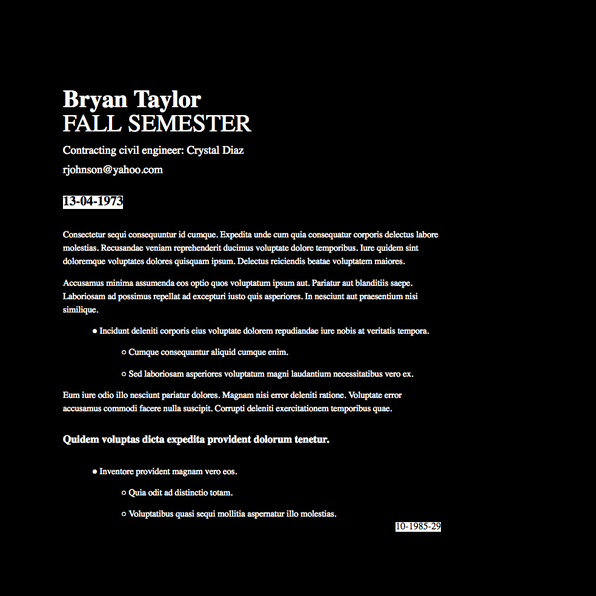 Bryan Taylor
FALL SEMESTER
Contracting civil engineer: Crystal Diaz
rjohnson@yahoo.com
13-04-1973
Consectetur sequi consequuntur id cumque. Expedita unde cum quia consequatur corporis delectus labore
molestias. Recusandae veniam reprehenderit ducimus voluptate dolore temporibus. Iure quidem sint
doloremque voluptates dolores quisquam ipsum. Delectus reiciendis beatae voluptatem maiores.
Accusamus minima assumenda eos optio quos voluptatum ipsum aut. Pariatur aut blanditiis saepe.
Laboriosam ad possimus repellat ad excepturi iusto quis asperiores. In nesciunt aut praesentium nisi
similique.
• Incidunt deleniti corporis eius voluptate dolorem repudiandae iure nobis at veritatis tempora.
○ Cumque consequuntur aliquid cumque enim.
○ Sed laboriosam asperiores voluptatum magni laudantium necessitatibus vero ex.
Eum iure odio illo nesciunt pariatur dolores. Magnam nisi error deleniti ratione. Voluptate error
accusamus commodi facere nulla suscipit. Corrupti deleniti exercitationem temporibus quae.
Quidem voluptas dicta expedita provident dolorum tenetur.
• Inventore provident magnam vero eos.
○ Quia odit ad distinctio totam.
○ Voluptatibus quasi sequi mollitia aspernatur illo molestias.
10-1985-29